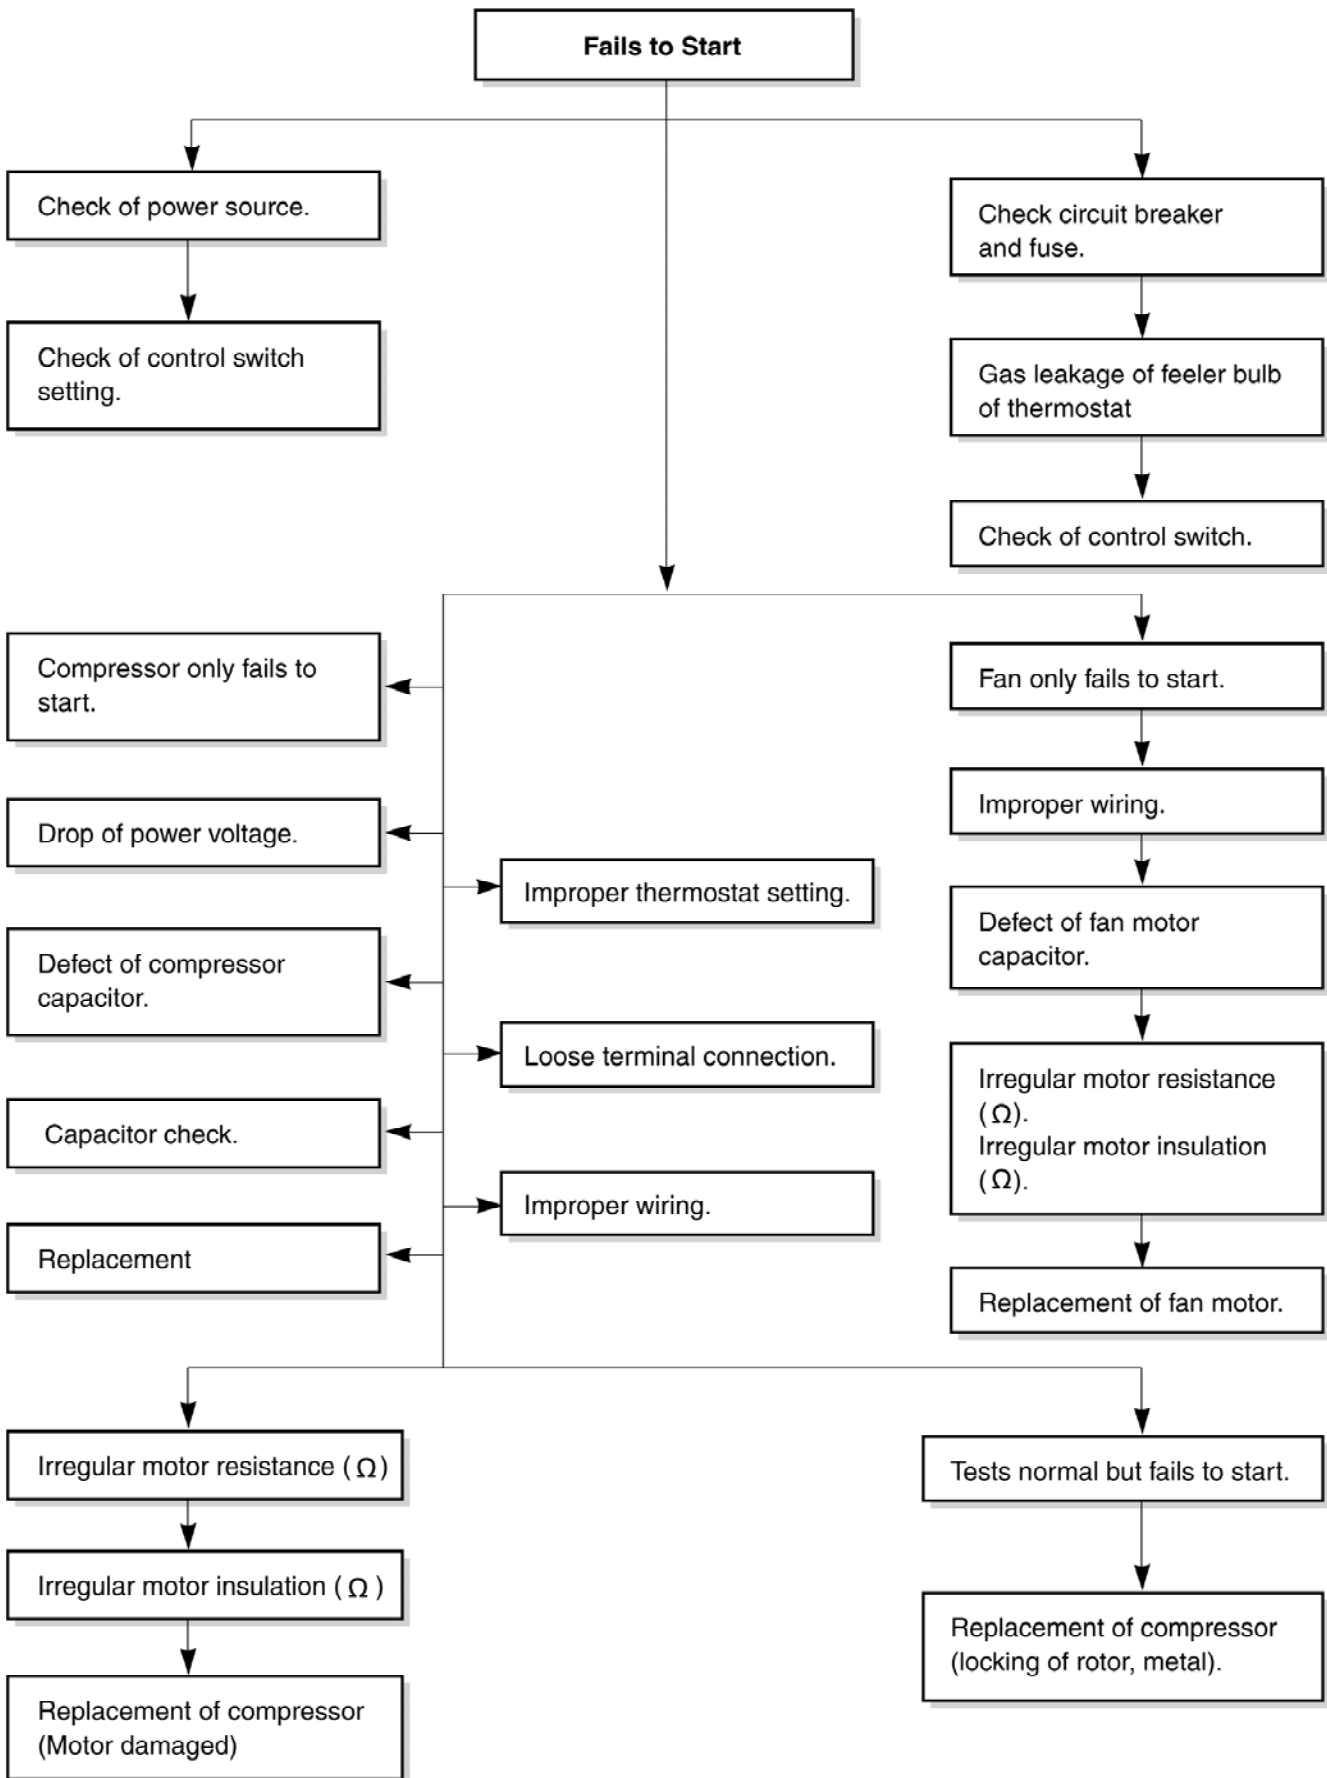 Fails to Start
Check of power source.
Check circuit breaker
and fuse.
Check of control switch
setting.
Gas leakage of feeler bulb
of thermostat
Check of control switch.
Compressor only fails to
start.
Fan only fails to start.
Drop of power voltage.
Improper wiring.
Improper thermostat setting.
Defect of compressor
capacitor.
Defect of fan motor
capacitor.
Loose terminal connection.
Irregular motor resistance
(Ω).
Irregular motor insulation
(Ω).
Capacitor check.
Improper wiring.
Replacement
Replacement of fan motor.
Irregular motor resistance (Ω)
Tests normal but fails to start.
Irregular motor insulation (Ω )
Replacement of compressor
(locking of rotor, metal).
Replacement of compressor
(Motor damaged)